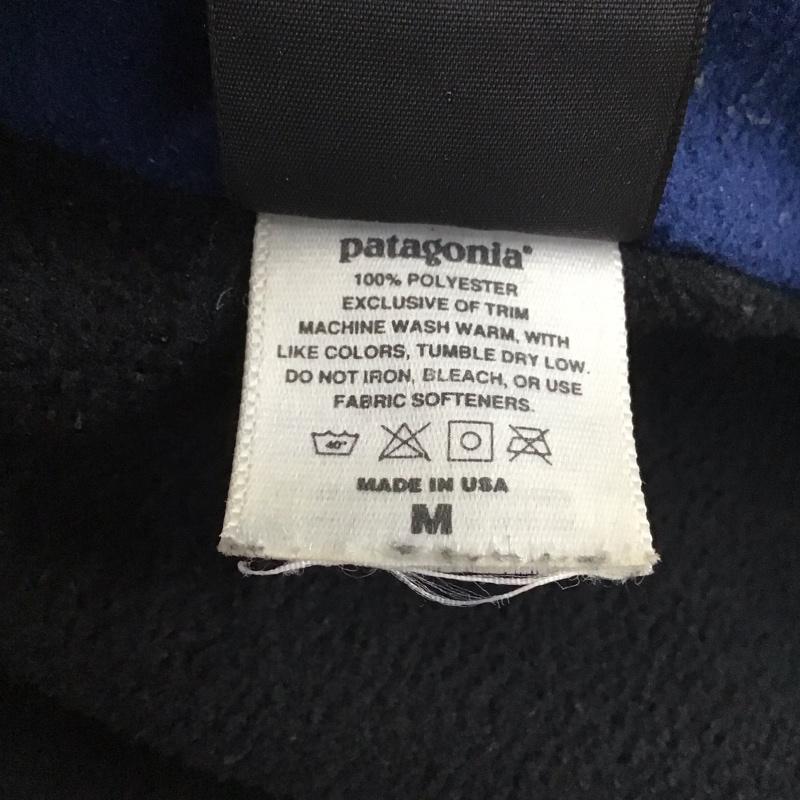 patagonia®
100% POLYESTER
EXCLUSIVE OF TRIM
MACHINE WASH WARM, WITH
LIKE COLORS, TUMBLE DRY LOW.
DO NOT IRON, BLEACH, OR USE
FABRIC SOFTENERS.
40°
MADE IN USA
M